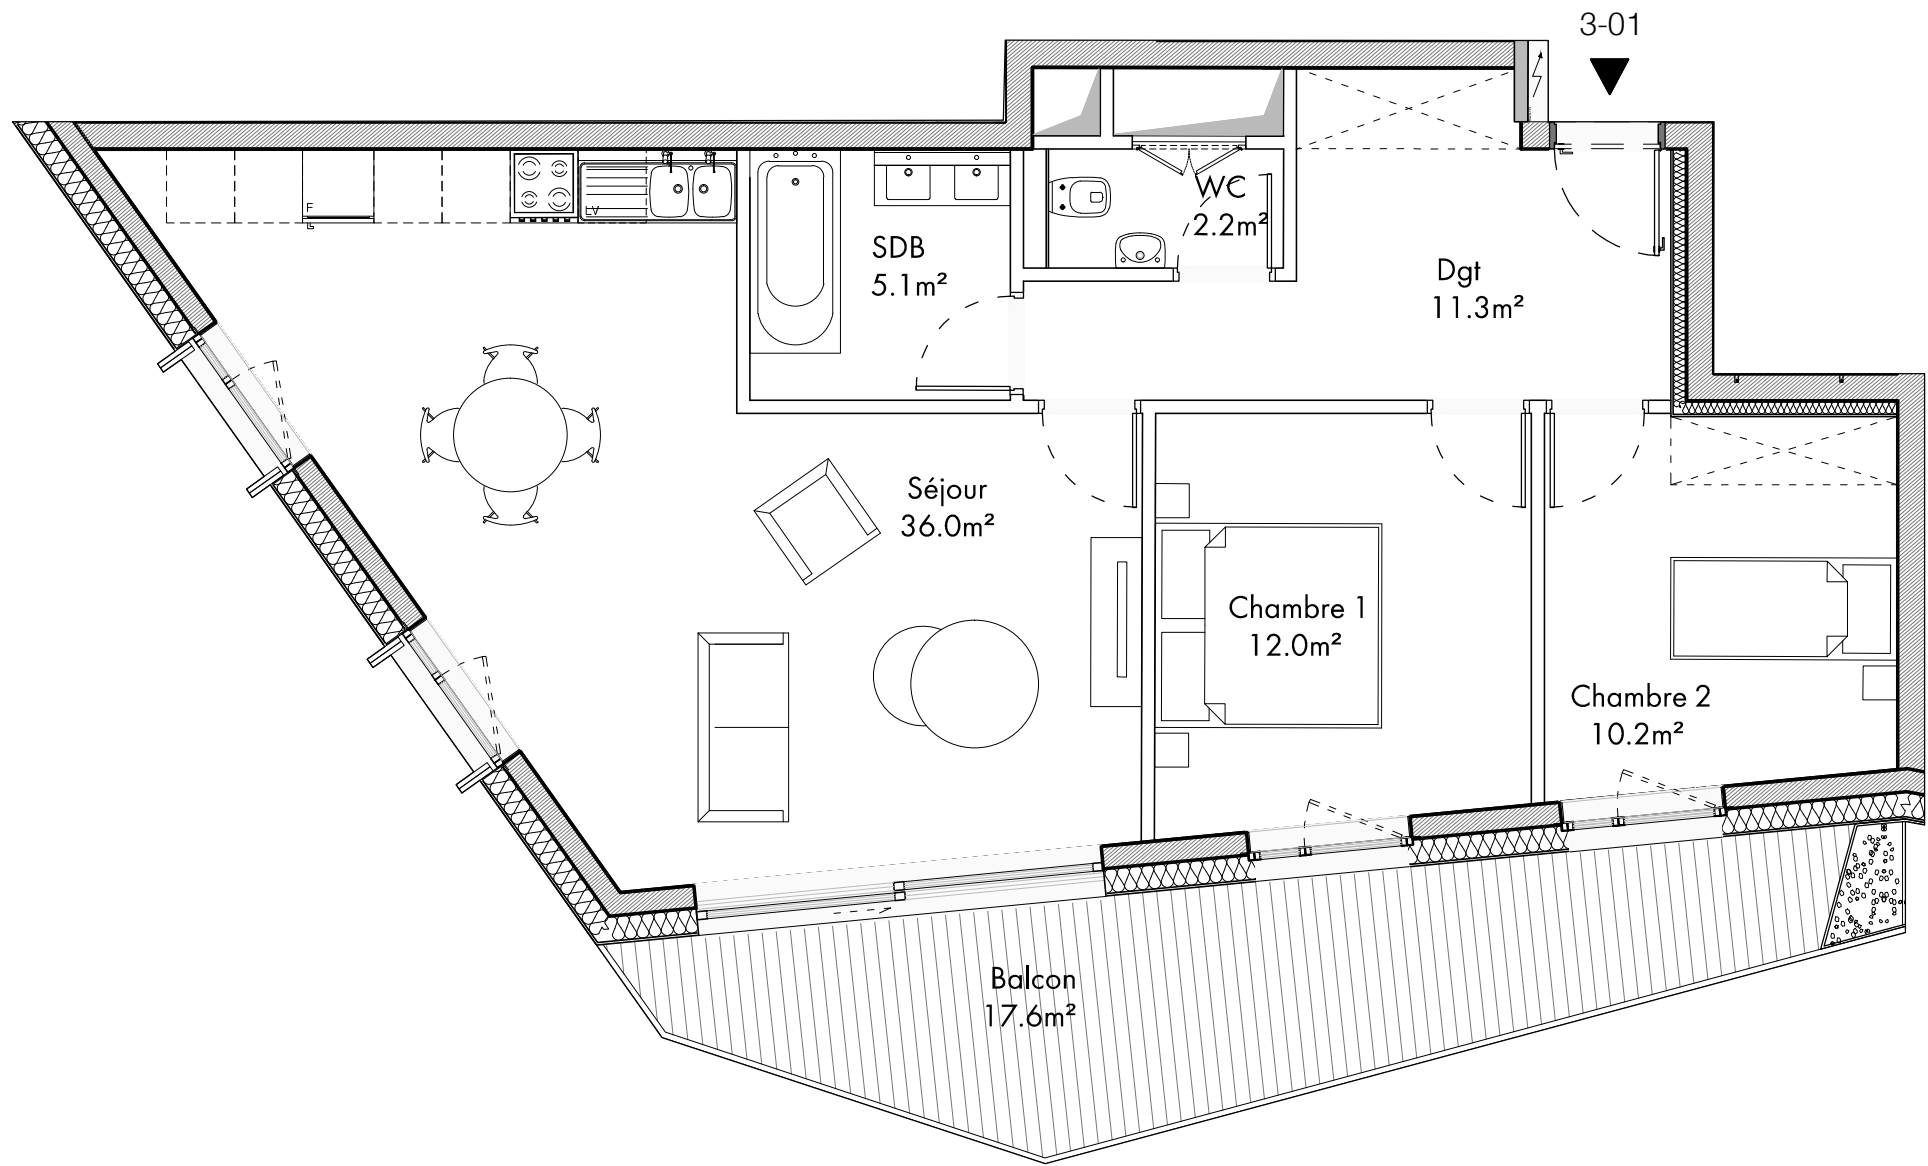 3-01
WC
2.2m²
SDB
5.1m²
Dgt
11.3m²
F
LV
Séjour
36.0m²
Chambre 1
12.0m²
Chambre 2
10.2m²
Balcon
17.6m²